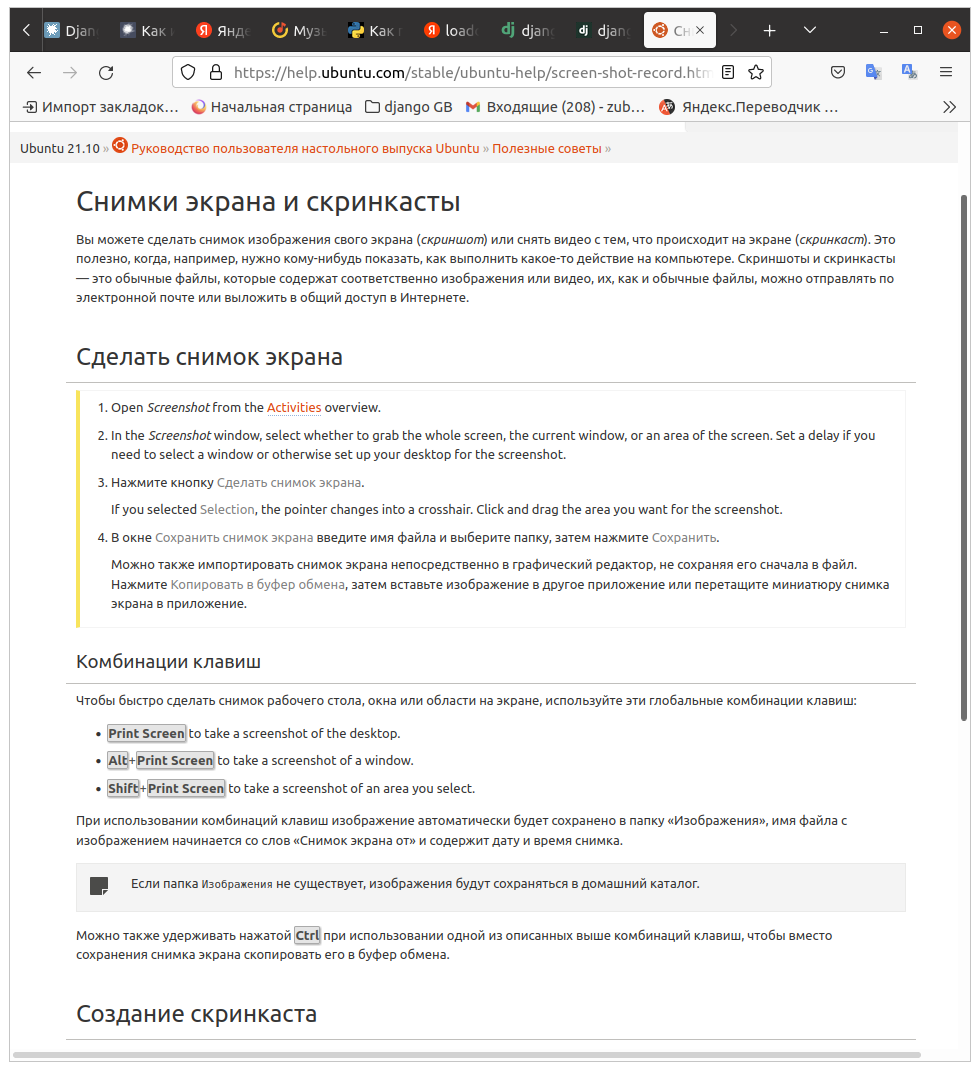 Djan
Как
Янде
Музы
Как
load
djang
djang
Сн
https://help.ubuntu.com/stable/ubuntu-help/screen-shot-record.htm
Импорт закладок… Начальная страница django GB Входящие (208) - zub… Яндекс.Переводчик …
Ubuntu 21.10 » Руководство пользователя настольного выпуска Ubuntu » Полезные советы »
Снимки экрана и скринкасты
Вы можете сделать снимок изображения своего экрана (скриншот) или снять видео с тем, что происходит на экране (скринкаст). Это
полезно, когда, например, нужно кому-нибудь показать, как выполнить какое-то действие на компьютере. Скриншоты и скринкасты
— это обычные файлы, которые содержат соответственно изображения или видео, их, как и обычные файлы, можно отправлять по
электронной почте или выложить в общий доступ в Интернете.
Сделать снимок экрана
1. Open Screenshot from the Activities overview.
2. In the Screenshot window, select whether to grab the whole screen, the current window, or an area of the screen. Set a delay if you
need to select a window or otherwise set up your desktop for the screenshot.
3. Нажмите кнопку Сделать снимок экрана.
If you selected Selection, the pointer changes into a crosshair. Click and drag the area you want for the screenshot.
4. В окне Сохранить снимок экрана введите имя файла и выберите папку, затем нажмите Сохранить.
Можно также импортировать снимок экрана непосредственно в графический редактор, не сохраняя его сначала в файл.
Нажмите Копировать в буфер обмена, затем вставьте изображение в другое приложение или перетащите миниатюру снимка
экрана в приложение.
Комбинации клавиш
Чтобы быстро сделать снимок рабочего стола, окна или области на экране, используйте эти глобальные комбинации клавиш:
• Print Screen to take a screenshot of the desktop.
• Alt+Print Screen to take a screenshot of a window.
• Shift+Print Screen to take a screenshot of an area you select.
При использовании комбинаций клавиш изображение автоматически будет сохранено в папку «Изображения», имя файла с
изображением начинается со слов «Снимок экрана от» и содержит дату и время снимка.
Если папка Изображения не существует, изображения будут сохраняться в домашний каталог.
Можно также удерживать нажатой Ctrl при использовании одной из описанных выше комбинаций клавиш, чтобы вместо
сохранения снимка экрана скопировать его в буфер обмена.
Создание скринкаста